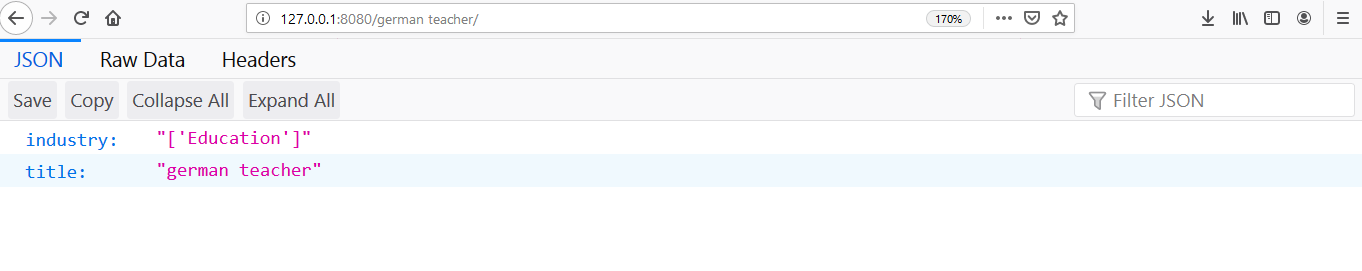 127.0.0.1:8080/german teacher/ 170%
JSON Raw Data Headers
Save Copy Collapse All Expand All Filter JSON
industry: "['Education']"
title: "german teacher"